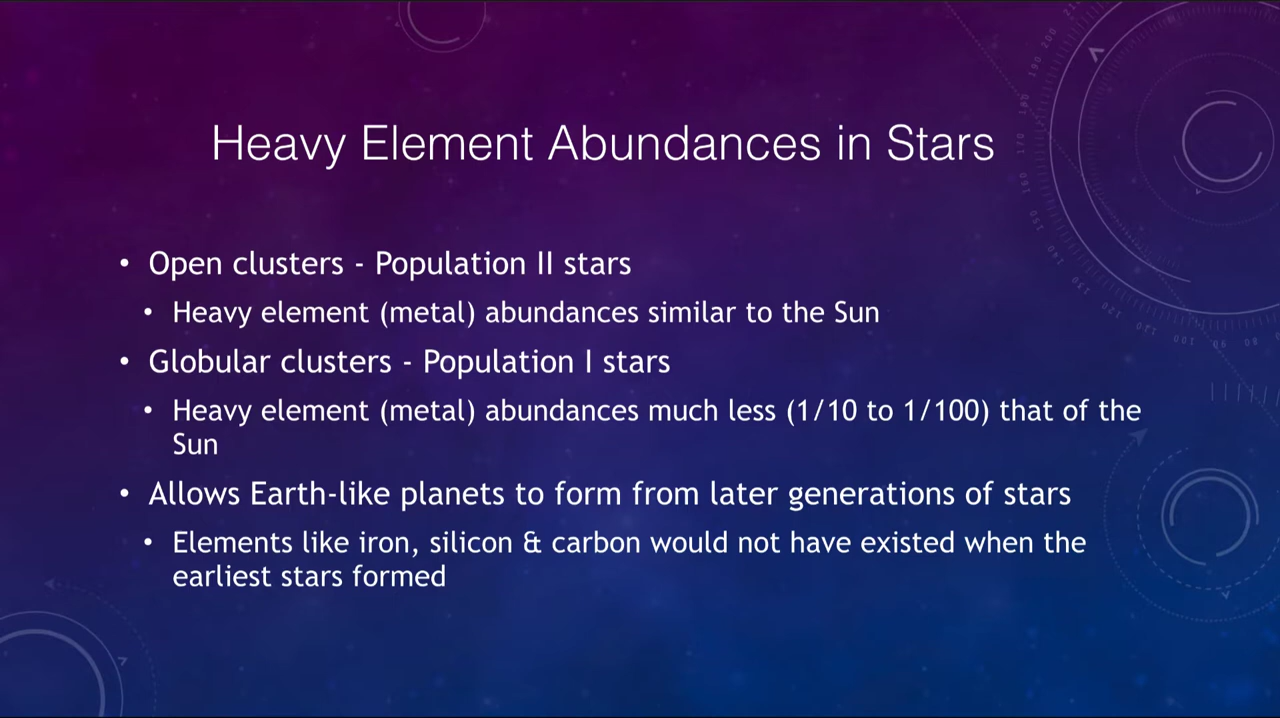 Heavy Element Abundances in Stars
• Open clusters - Population II stars
• Heavy element (metal) abundances similar to the Sun
• Globular clusters - Population I stars
• Heavy element (metal) abundances much less (1/10 to 1/100) that of the
Sun
• Allows Earth-like planets to form from later generations of stars
• Elements like iron, silicon & carbon would not have existed when the
earliest stars formed